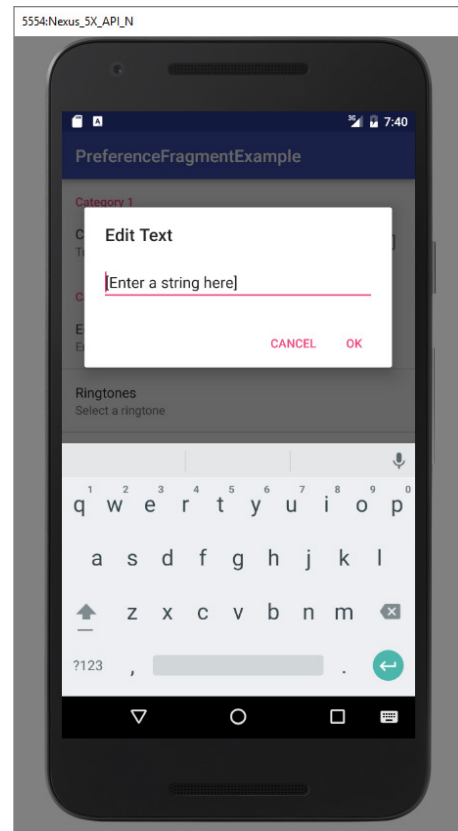 5554:Nexus_5X_API_N
A 3G 7:40
PreferenceFragmentExample
Category 1
Edit Text
[Enter a string here]
CANCEL OK
Ringtones
Select a ringtone
1 2 3 4 5 6 7 8 9 0
q w e r t y u i o p
a s d f g h j k l
z x c v b n m
?123 , .